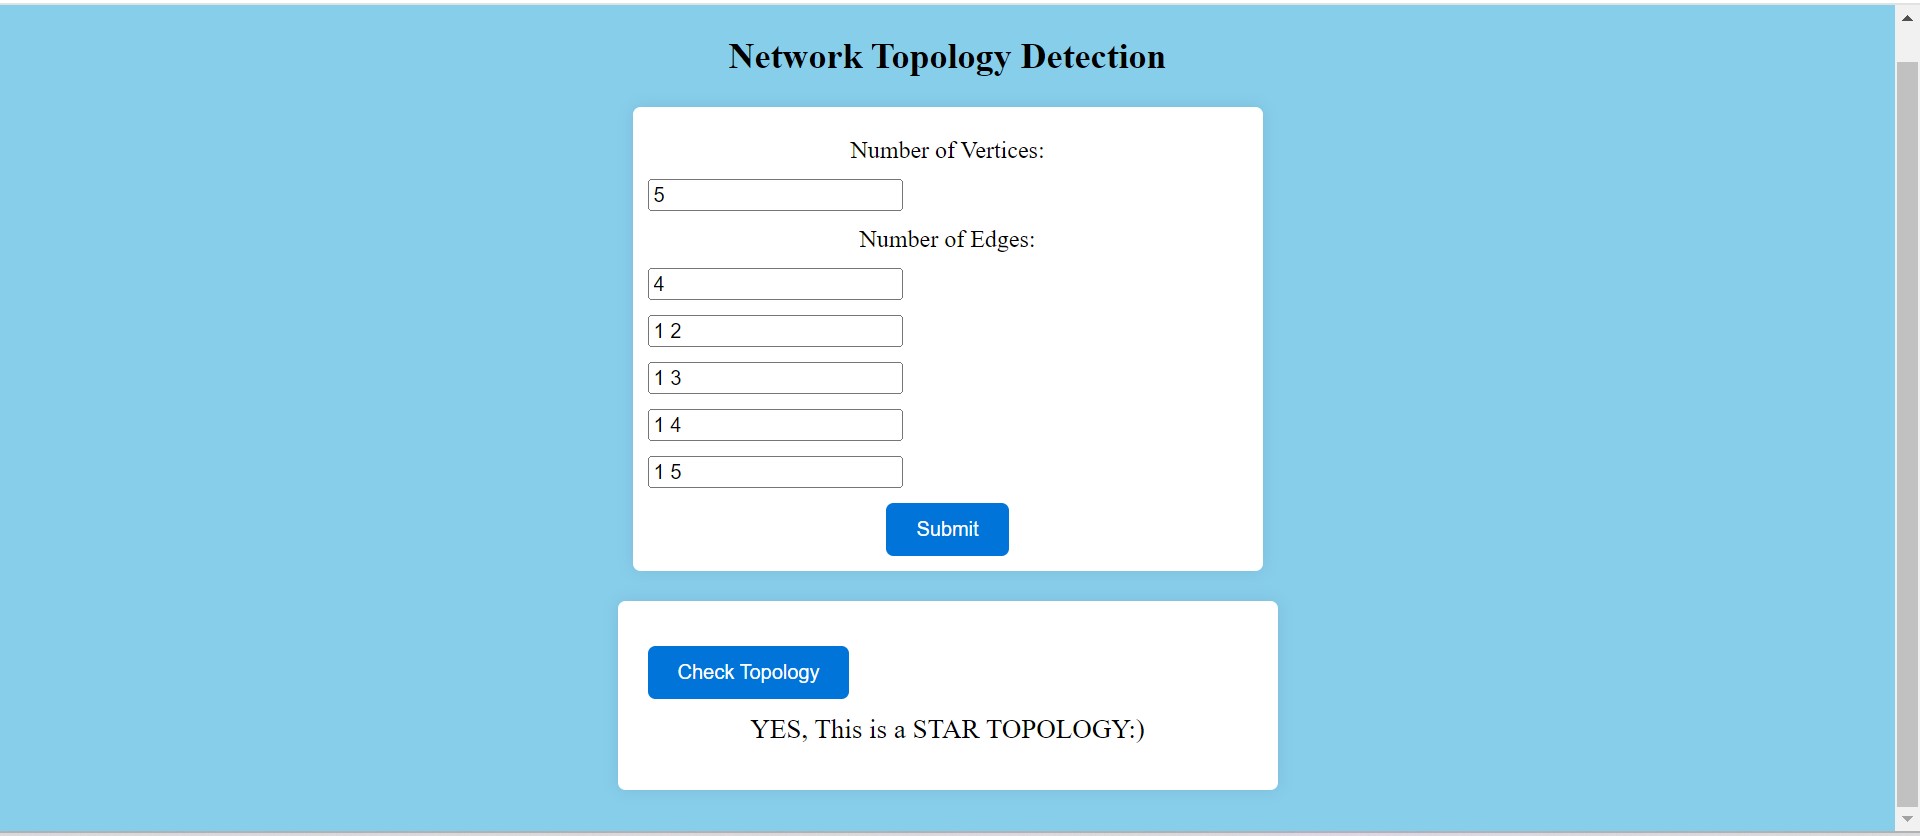 Network Topology Detection
Number of Vertices:
5
Number of Edges:
4
1 2
1 3
1 4
1 5
Submit
Check Topology
YES, This is a STAR TOPOLOGY:)